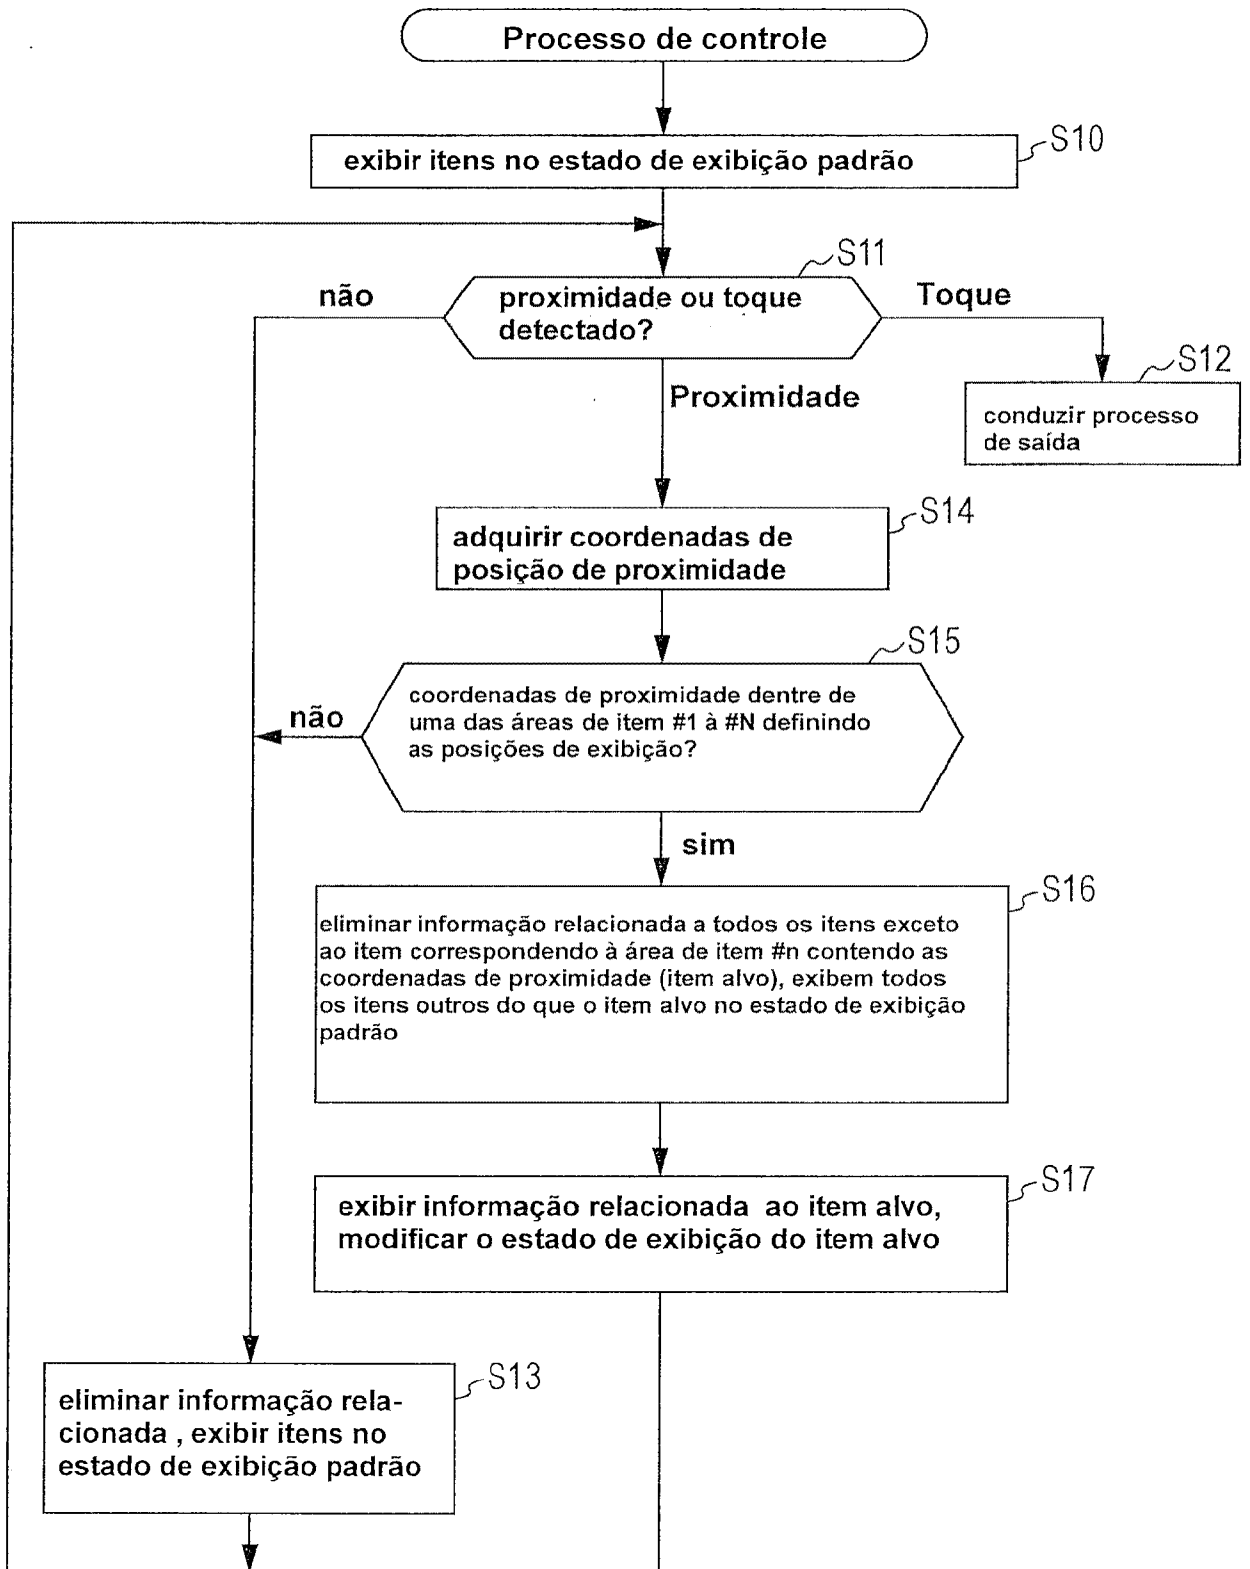 Processo de controle
exibir itens no estado de exibição padrão
S10
S11
não
proximidade ou toque
detectado?
Toque
S12
Proximidade
conduzir processo
de saída
S14
adquirir coordenadas de
posição de proximidade
S15
coordenadas de proximidade dentre de
uma das áreas de item #1 à #N definindo
as posições de exibição?
não
sim
S16
eliminar informação relacionada a todos os itens exceto
ao item correspondendo à área de item #n contendo as
coordenadas de proximidade (item alvo), exibem todos
os itens outros do que o item alvo no estado de exibição
padrão
S17
exibir informação relacionada ao item alvo,
modificar o estado de exibição do item alvo
S13
eliminar informação rela-
cionada , exibir itens no
estado de exibição padrão